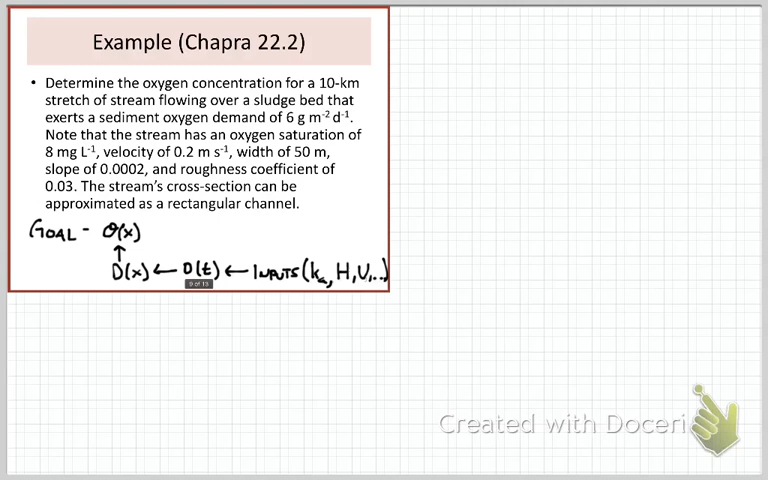 Example (Chapra 22.2)
• Determine the oxygen concentration for a 10-km
stretch of stream flowing over a sludge bed that
exerts a sediment oxygen demand of 6 g m⁻² d⁻¹.
Note that the stream has an oxygen saturation of
8 mg L⁻¹, velocity of 0.2 m s⁻¹, width of 50 m,
slope of 0.0002, and roughness coefficient of
0.03. The stream's cross-section can be
approximated as a rectangular channel.
GOAL - O(x)
↑
D(x) ← D(t) ← INPUTS (kₐ, H, U, ..)
9 of 13
Created with Doceri